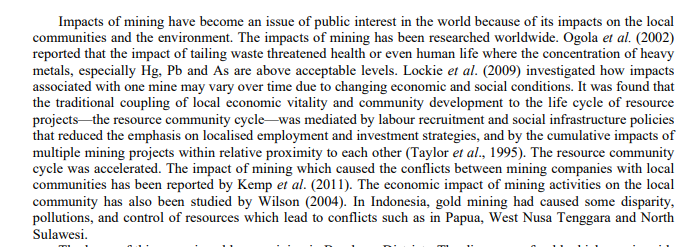 Impacts of mining have become an issue of public interest in the world because of its impacts on the local
communities and the environment. The impacts of mining has been researched worldwide. Ogola et al. (2002)
reported that the impact of tailing waste threatened health or even human life where the concentration of heavy
metals, especially Hg, Pb and As are above acceptable levels. Lockie et al. (2009) investigated how impacts
associated with one mine may vary over time due to changing economic and social conditions. It was found that
the traditional coupling of local economic vitality and community development to the life cycle of resource
projects—the resource community cycle—was mediated by labour recruitment and social infrastructure policies
that reduced the emphasis on localised employment and investment strategies, and by the cumulative impacts of
multiple mining projects within relative proximity to each other (Taylor et al., 1995). The resource community
cycle was accelerated. The impact of mining which caused the conflicts between mining companies with local
communities has been reported by Kemp et al. (2011). The economic impact of mining activities on the local
community has also been studied by Wilson (2004). In Indonesia, gold mining had caused some disparity,
pollutions, and control of resources which lead to conflicts such as in Papua, West Nusa Tenggara and North
Sulawesi.